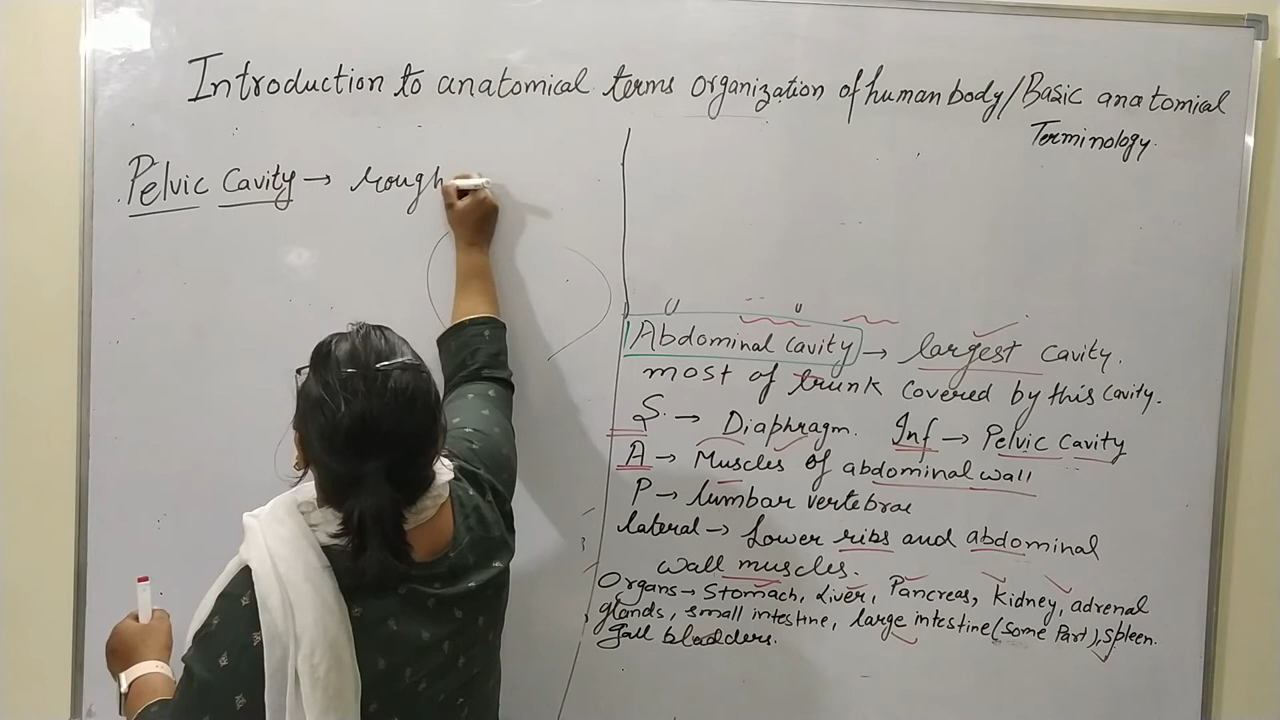 Introduction to anatomical terms organization of human body/Basic anatomical
Terminology.
Pelvic Cavity → rough
Abdominal cavity → largest cavity.
most of trunk covered by this cavity.
S. → Diaphragm. Inf → Pelvic cavity
A → Muscles of abdominal wall
P → lumbar vertebrae
lateral → Lower ribs and abdominal
wall muscles.
Organs → Stomach, Liver, Pancreas, Kidney, adrenal
glands, small intestine, large intestine (some Part), Spleen.
Gall bladders.